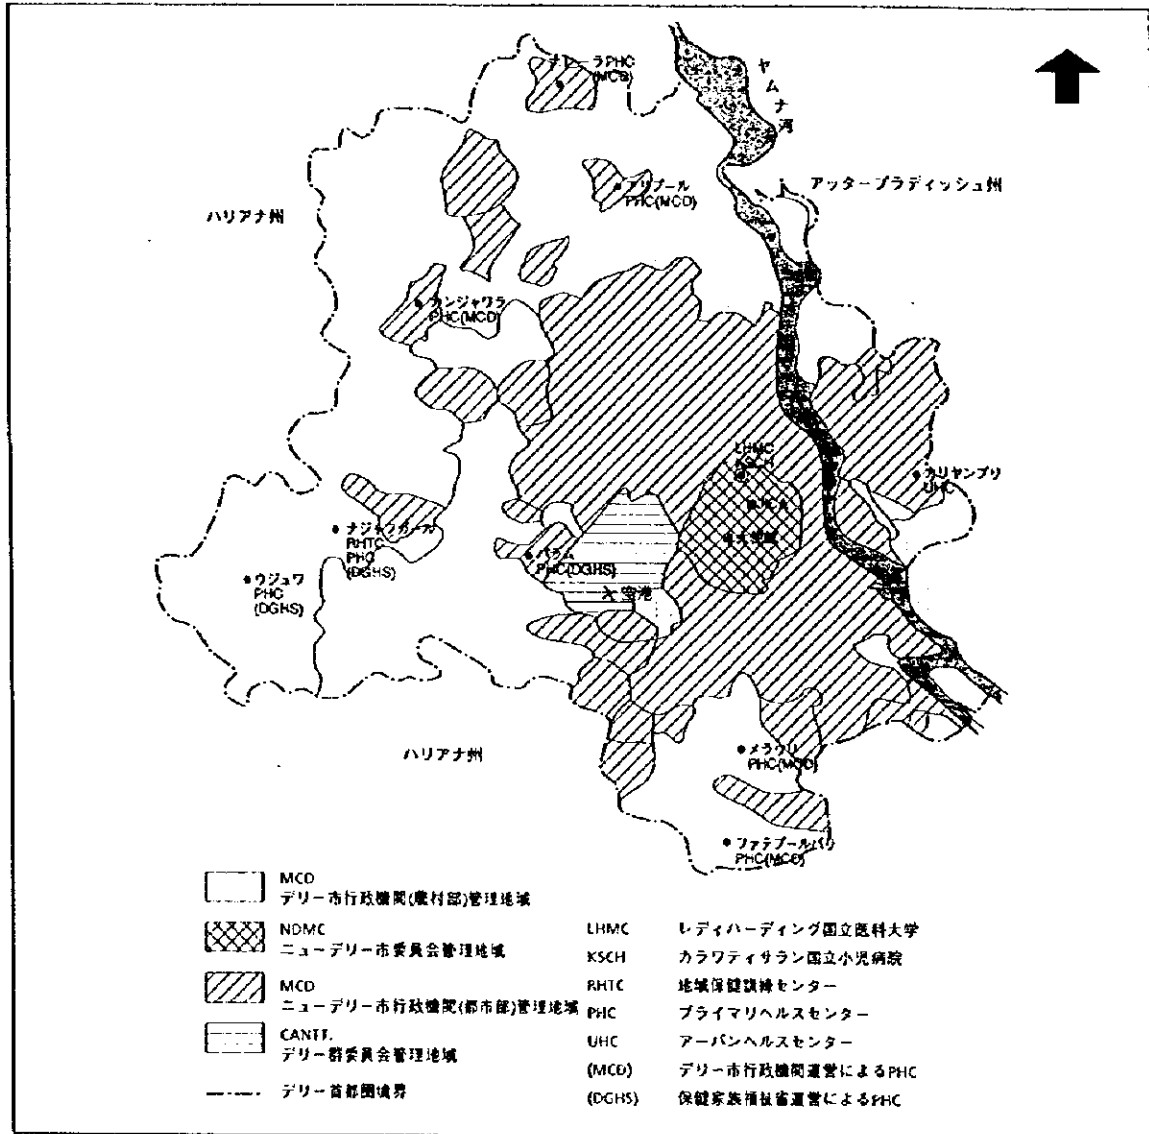 ナレーラPHC
(MCD)
ヤムナ河
アリプール
PHC(MCD)
アッタープラディッシュ州
ハリアナ州
カンジャワラ
PHC(MCD)
LHMC
KSCH
カリヤンプリ
UHC
JICA
大使館
ナジャフガール
RHTC
PHC
(DGHS)
パラム
PHC(DGHS)
ウジュワ
PHC
(DGHS)
空港
ハリアナ州
メラウリ
PHC(MCD)
ファテプールバリ
PHC(MCD)
MCD
デリー市行政機関(農村部)管理地域
NDMC
ニューデリー市委員会管理地域
MCD
ニューデリー市行政機関(都市部)管理地域
CANTT.
デリー群委員会管理地域
デリー首都圏境界
LHMC レディハーディング国立医科大学
KSCH カラワティサラン国立小児病院
RHTC 地域保健訓練センター
PHC プライマリヘルスセンター
UHC アーバンヘルスセンター
(MCD) デリー市行政機関運営によるPHC
(DGHS) 保健家族福祉省運営によるPHC